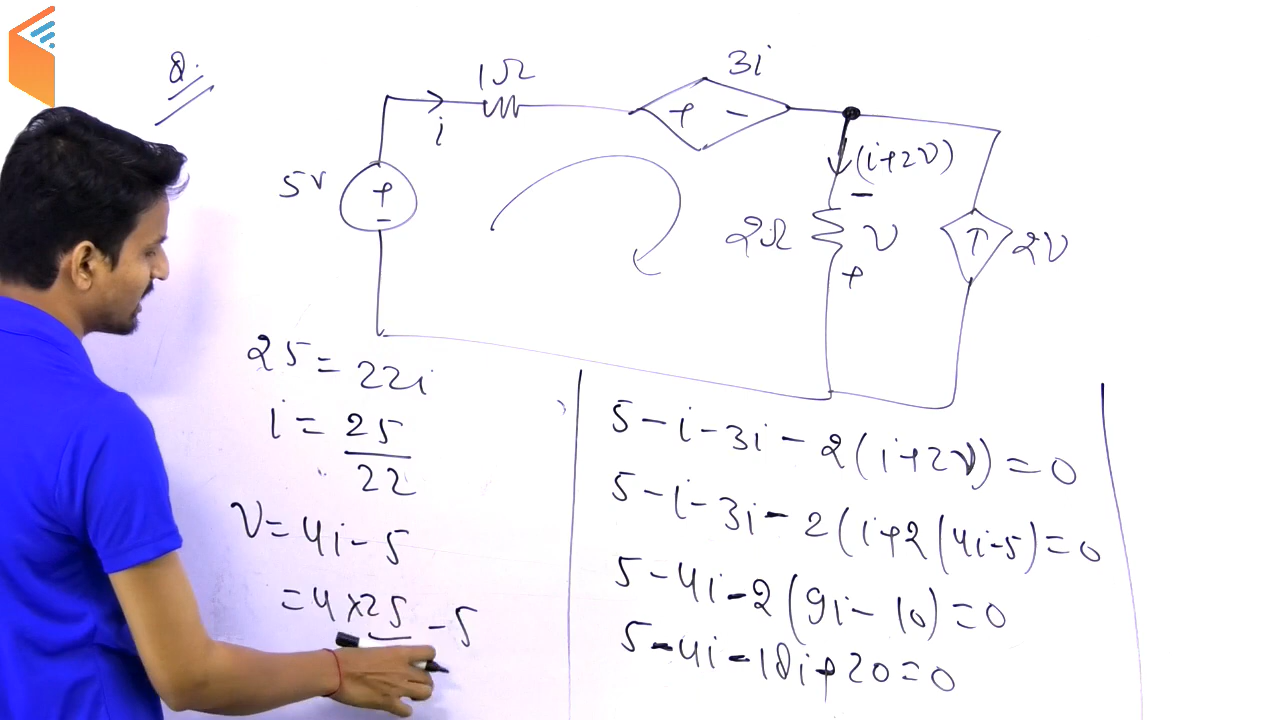 Q.
1Ω
3i
i
+ -
5V
+
-
(i+2V)
-
2Ω
V
+
↑
2V
25 = 22i
i = 25/22
V = 4i - 5
= 4×25 - 5
5 - i - 3i - 2(i+2V) = 0
5 - i - 3i - 2(i+2(4i-5) = 0
5 - 4i - 2(9i - 10) = 0
5 - 4i - 18i + 20 = 0